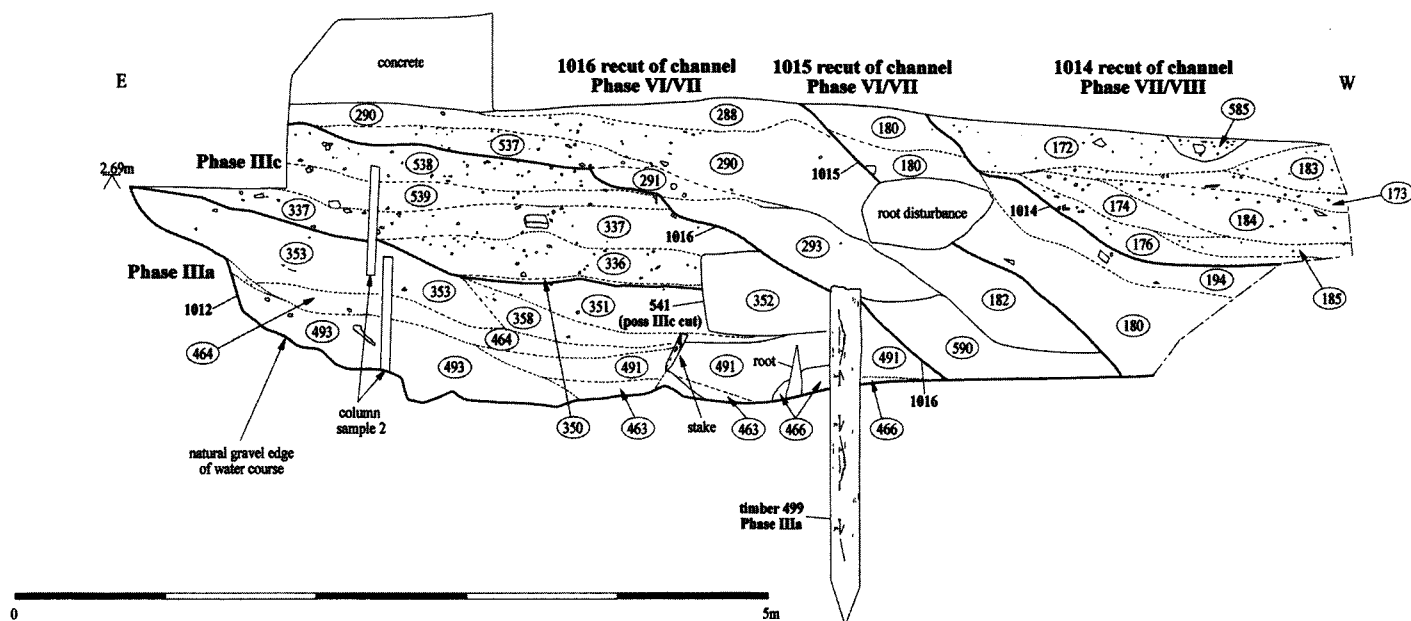 concrete
E
1016 recut of channel
Phase VI/VII
1015 recut of channel
Phase VI/VII
1014 recut of channel
Phase VII/VIII
W
585
290
288
180
172
537
Phase IIIc
538
290
180
183
2.69m
291
1015
173
539
174
184
337
337
1016
root disturbance
1014
176
353
293
Phase IIIa
336
194
185
353
351
541
(poss IIIc cut)
352
182
1012
358
180
464
493
464
491
491
root
491
590
493
1016
column
sample 2
350
463
stake
463
466
466
natural gravel edge
of water course
timber 499
Phase IIIa
0
5m